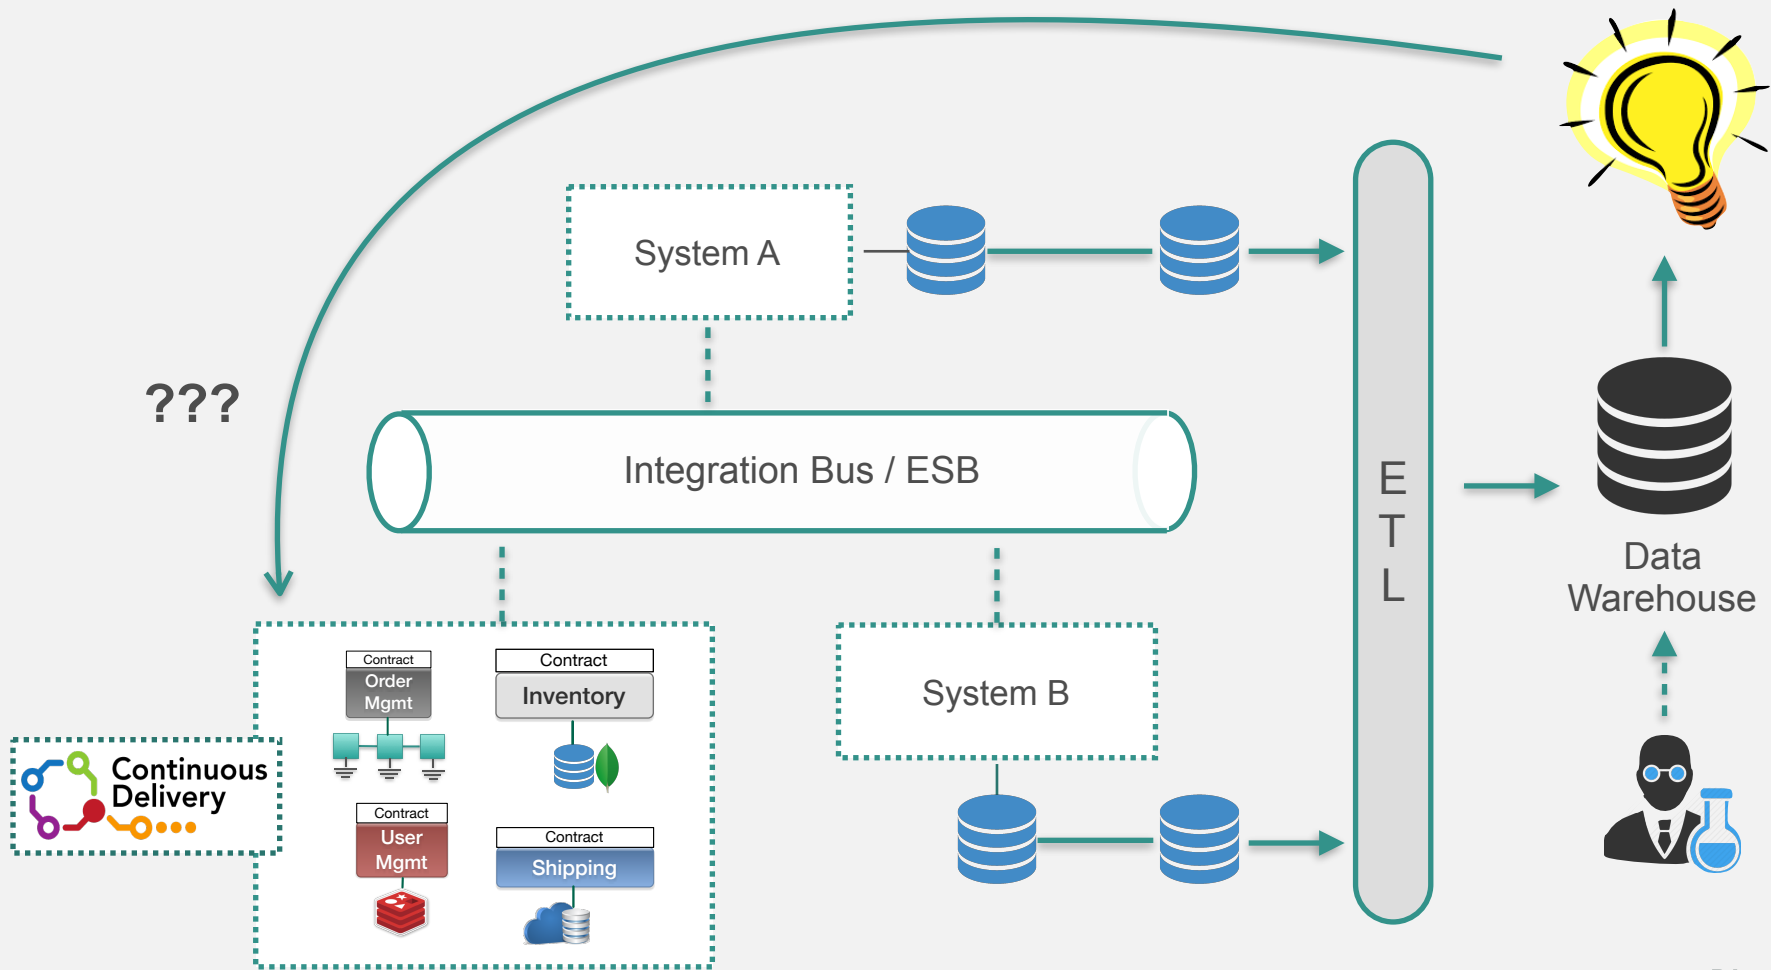 System A
???
Integration Bus / ESB
E
T
L
Data
Warehouse
Contract
Order
Mgmt
Contract
Inventory
System B
Continuous
Delivery
Contract
User
Mgmt
Contract
Shipping